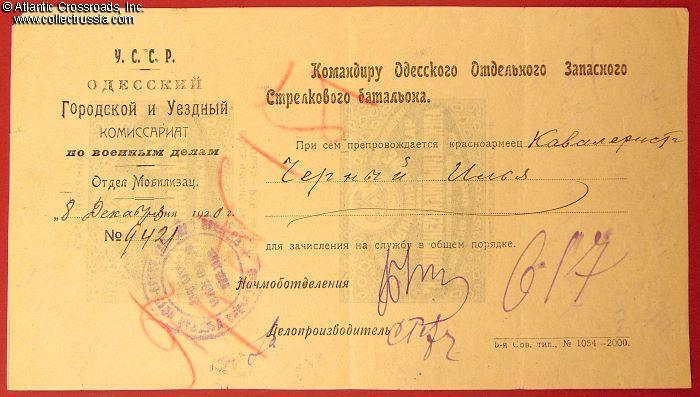 © Atlantic Crossroads, Inc.
www.collectrussia.com
У. С. С. Р.
ОДЕССКИЙ
Городской и Уездный
КОМИССАРИАТ
по военным делам
Отдел Мобилизац.
„8 Декабря 1920 г.
№ 9421
Командиру Одесского Отдельного Запасного
Стрелкового батальона.
При сем препровождается красноармеец Кавалерист
Черный Илья
для зачисления на службу в общем порядке.
Начмоботделения
617
Делопроизводитель
5-я Сов. тип., № 1054-2000.